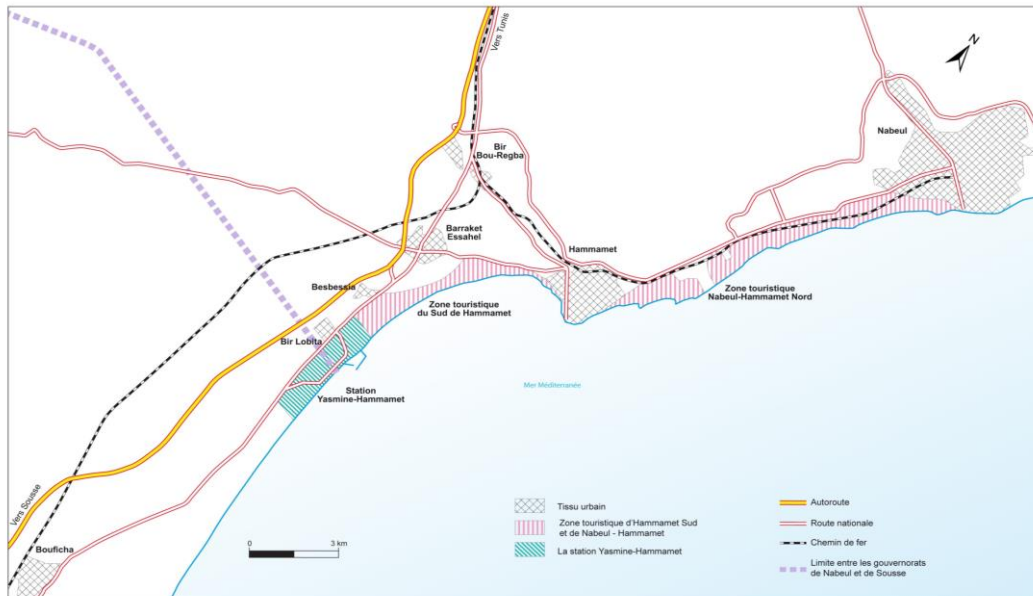 Vers Tunis
N
Nabeul
Bir
Bou-Regba
Barraket
Essahel
Hammamet
Besbessia
Zone touristique
du Sud de Hammamet
Zone touristique
Nabeul-Hammamet Nord
Bir Lobita
Station
Yasmine-Hammamet
Mer Méditerranée
Vers Sousse
Bouficha
0
3 km
Tissu urbain
Zone touristique d'Hammamet Sud
et de Nabeul - Hammamet
La station Yasmine-Hammamet
Autoroute
Route nationale
Chemin de fer
Limite entre les gouvernorats
de Nabeul et de Sousse